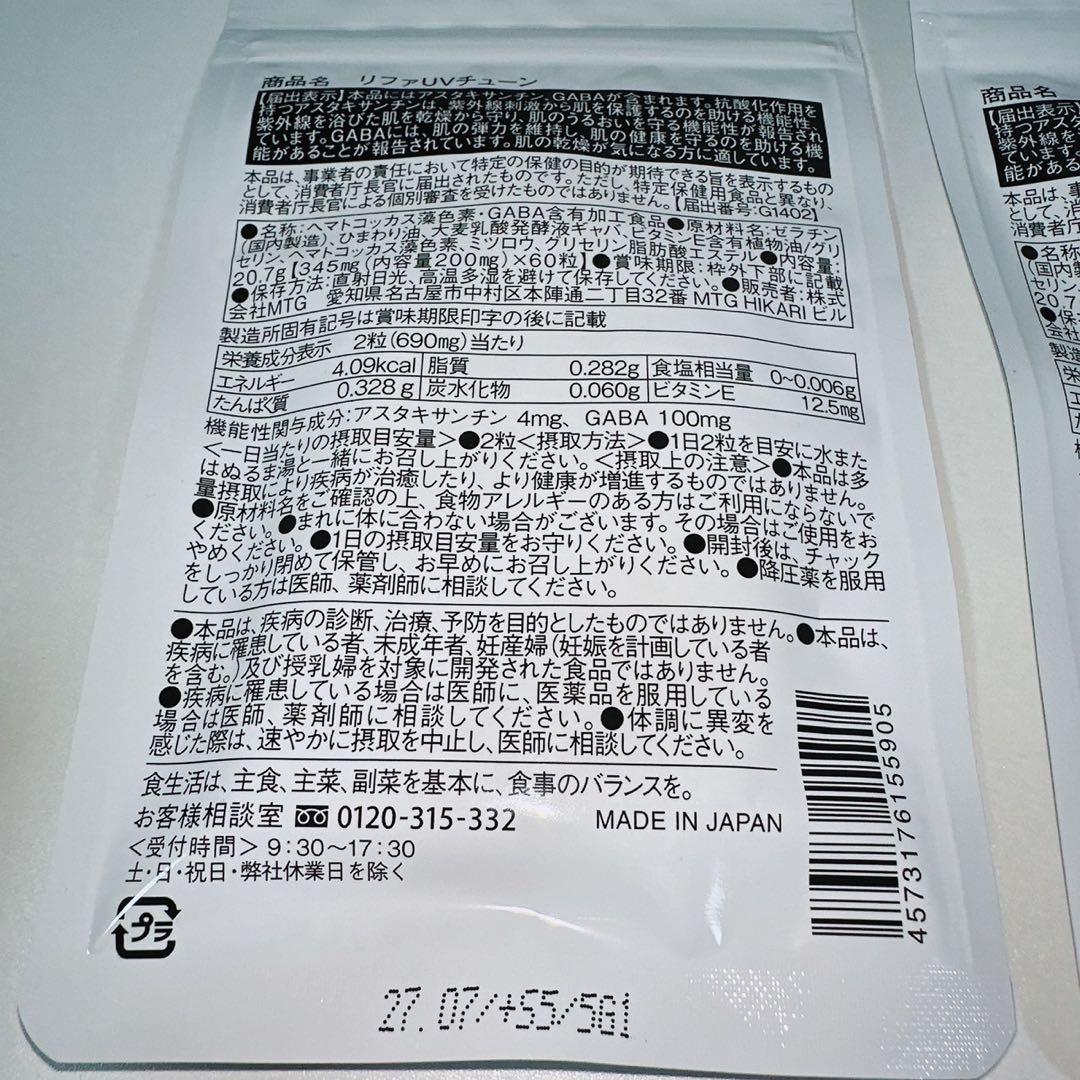 商品名 リファUVチューン
【届出表示】本品にはアスタキサンチン、GABAが含まれます。抗酸化作用を
持つアスタキサンチンは、紫外線刺激から肌を保護するのを助ける機能性、
紫外線を浴びた肌を乾燥から守り、肌のうるおいを守る機能性が報告され
ています。GABAには、肌の弾力を維持し、肌の健康を守るのを助ける機
能があることが報告されています。肌の乾燥が気になる方に適しています。
本品は、事業者の責任において特定の保健の目的が期待できる旨を表示するもの
として、消費者庁長官に届出されたものです。ただし、特定保健用食品と異なり、
消費者庁長官による個別審査を受けたものではありません。【届出番号:G1402】
●名称:ヘマトコッカス藻色素・GABA含有加工食品●原材料名:ゼラチン
(国内製造)、ひまわり油、大麦乳酸発酵液ギャバ、ビタミンE含有植物油/グリ
セリン、ヘマトコッカス藻色素、ミツロウ、グリセリン脂肪酸エステル●内容量:
20.7g【345mg(内容量200mg)×60粒】●賞味期限:枠外下部に記載
●保存方法:直射日光、高温多湿を避けて保存してください。●販売者:株式
会社MTG 愛知県名古屋市中村区本陣通二丁目32番 MTG HIKARI ビル
製造所固有記号は賞味期限印字の後に記載
栄養成分表示 2粒(690mg)当たり
エネルギー 4.09kcal 脂質 0.282g 食塩相当量 0~0.006g
たんぱく質 0.328g 炭水化物 0.060g ビタミンE 12.5mg
機能性関与成分:アスタキサンチン 4mg、GABA 100mg
<一日当たりの摂取目安量>●2粒<摂取方法>●1日2粒を目安に水また
はぬるま湯と一緒にお召し上がりください。<摂取上の注意>●本品は多
量摂取により疾病が治癒したり、より健康が増進するものではありません。
●原材料名をご確認の上、食物アレルギーのある方はご利用にならないで
ください。●まれに体に合わない場合がございます。その場合はご使用をお
やめください。●1日の摂取目安量をお守りください。●開封後は、チャック
をしっかり閉めて保管し、お早めにお召し上がりください。●降圧薬を服用
している方は医師、薬剤師に相談してください。
●本品は、疾病の診断、治療、予防を目的としたものではありません。●本品は、
疾病に罹患している者、未成年者、妊産婦(妊娠を計画している者
を含む。)及び授乳婦を対象に開発された食品ではありません。
●疾病に罹患している場合は医師に、医薬品を服用している
場合は医師、薬剤師に相談してください。●体調に異変を
感じた際は、速やかに摂取を中止し、医師に相談してください。
食生活は、主食、主菜、副菜を基本に、食事のバランスを。
お客様相談室 0120-315-332 MADE IN JAPAN
<受付時間> 9:30~17:30
土・日・祝日・弊社休業日を除く
プラ
4573176155905
27.07/+S5/5G1
商品名
【届出表示
持つアスタキ
紫外線を
ています。
能がある